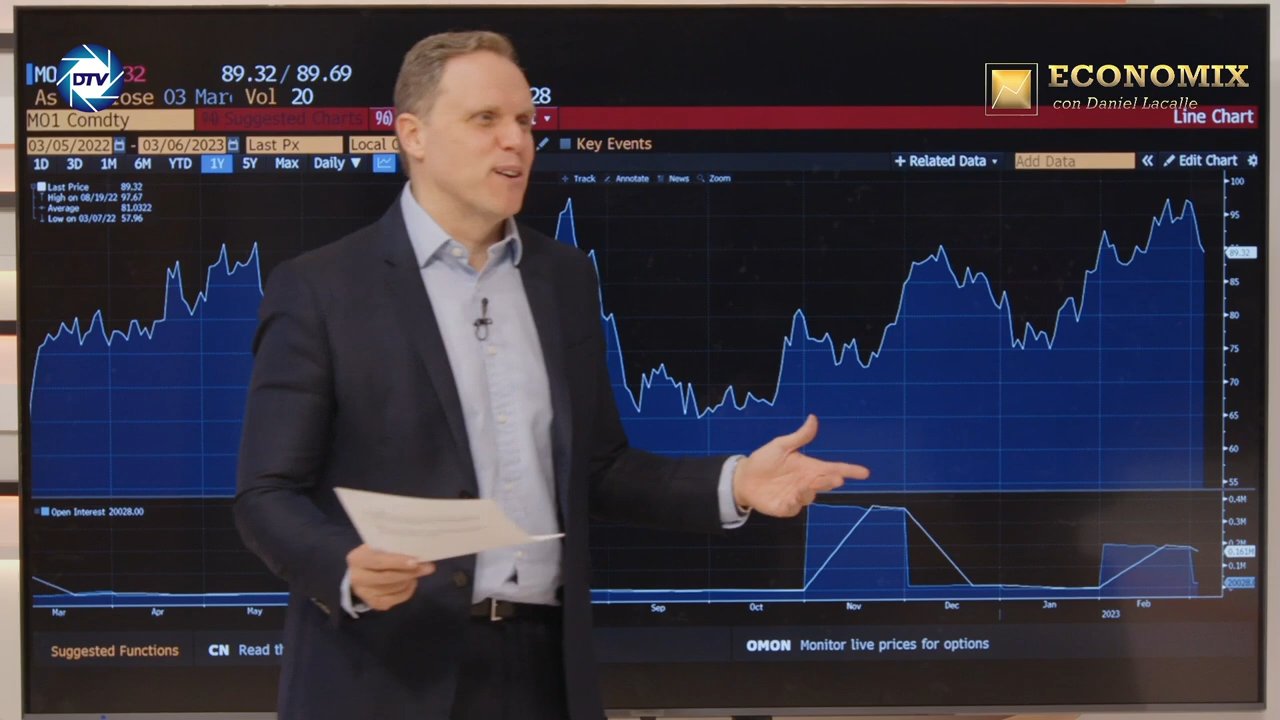 MO 32 89.32 / 89.69
DTV
As lose 03 Mar Vol 20 28
ECONOMIX
con Daniel Lacalle
MO1 Comdty 94) Suggested Charts 96) Line Chart
03/05/2022 - 03/06/2023 Last Px Local C Key Events
1D 3D 1M 6M YTD 1Y 5Y Max Daily ▼ + Related Data Add Data « Edit Chart
Track Annotate News Zoom
Last Price 89.32
High on 08/19/22 97.67
Average 81.0322
Low on 03/07/22 57.96
100
95
89.32
85
80
75
70
65
60
55
Open Interest 20028.00
0.4M
0.3M
0.2M
0.161M
0.1M
20028.
Mar Apr May Sep Oct Nov Dec Jan Feb
2023
Suggested Functions CN Read th OMON Monitor live prices for options